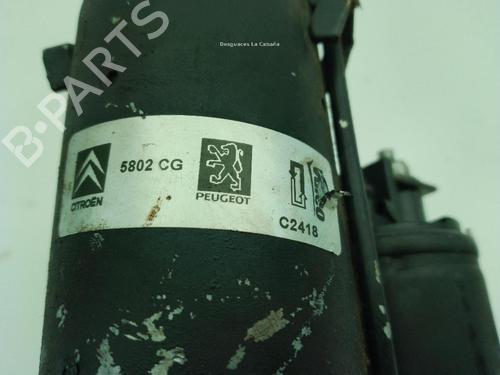 Desguaces La Cabaña
B-PARTS
5802 CG
CITROËN
PEUGEOT
C2418